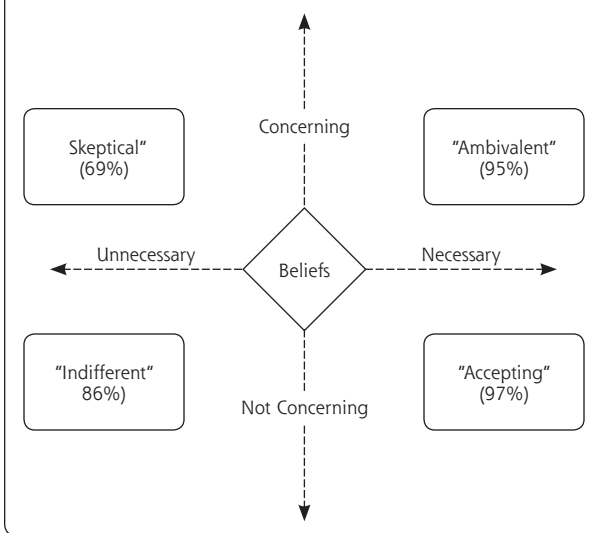 Concerning
Skeptical"
(69%)
"Ambivalent"
(95%)
Unnecessary
Beliefs
Necessary
"Indifferent"
86%)
"Accepting"
(97%)
Not Concerning